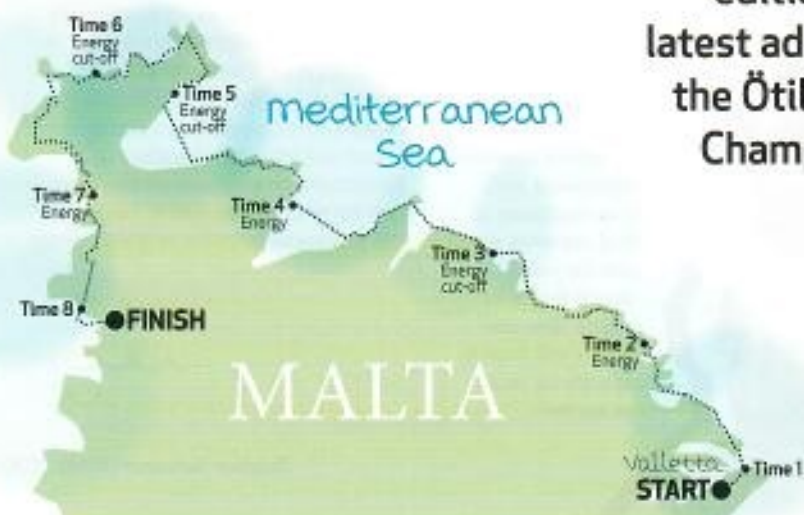 latest ad
the Ötil
Cham
mediterranean
Sea
Time 6
Energy
cut-off
Time 5
Energy
cut-off
Time 7
Energy
Time 4
Energy
Time 3
Energy
cut-off
Time 8
FINISH
Time 2
Energy
MALTA
Valletta
START
Time 1